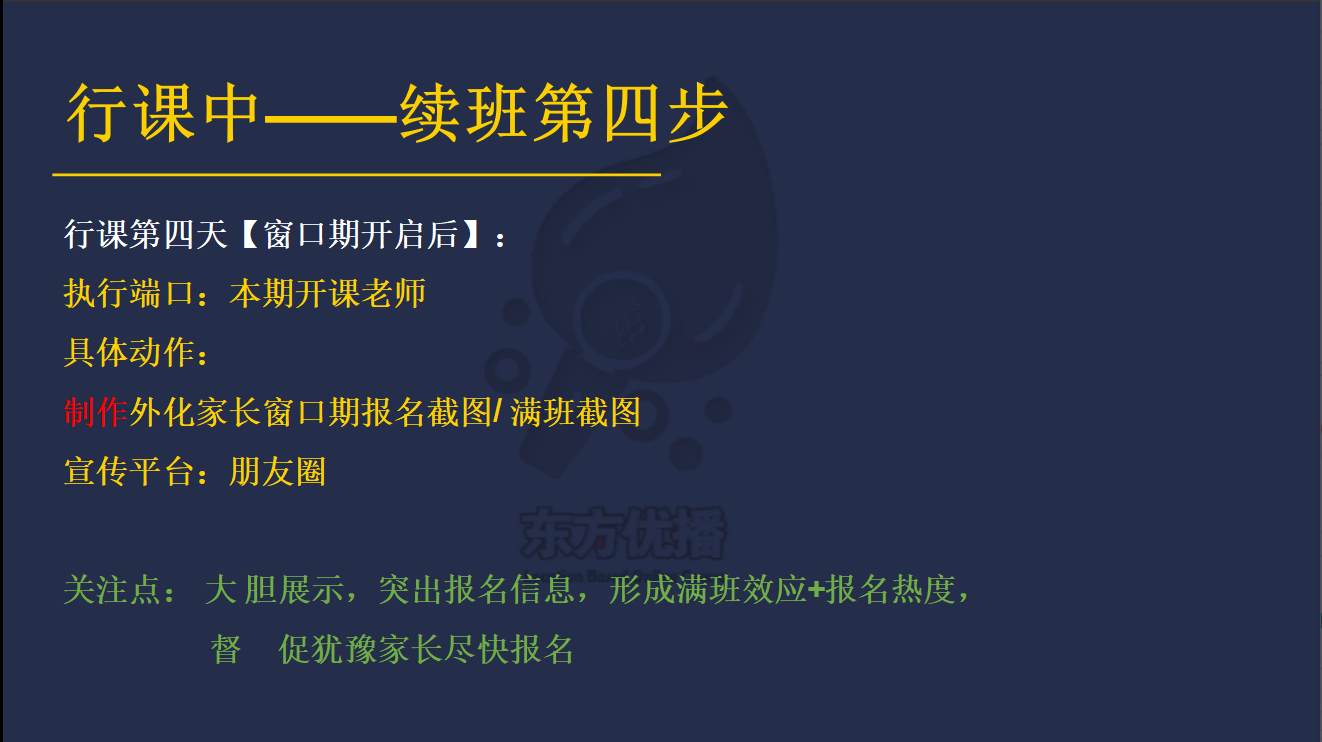 行课中——续班第四步
行课第四天【窗口期开启后】:
执行端口：本期开课老师
具体动作：
制作外化家长窗口期报名截图/ 满班截图
宣传平台：朋友圈
东方优播
关注点： 大 胆展示，突出报名信息，形成满班效应+报名热度，
督 促犹豫家长尽快报名